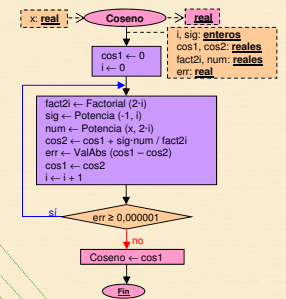 x: real
Coseno
real
i, sig: enteros
cos1, cos2: reales
fact2i, num: reales
err: real
cos1 ← 0
i ← 0
fact2i ← Factorial (2·i)
sig ← Potencia (-1, i)
num ← Potencia (x, 2·i)
cos2 ← cos1 + sig·num / fact2i
err ← ValAbs (cos1 – cos2)
cos1 ← cos2
i ← i + 1
sí
err ≥ 0,000001
no
Coseno ← cos1
Fin